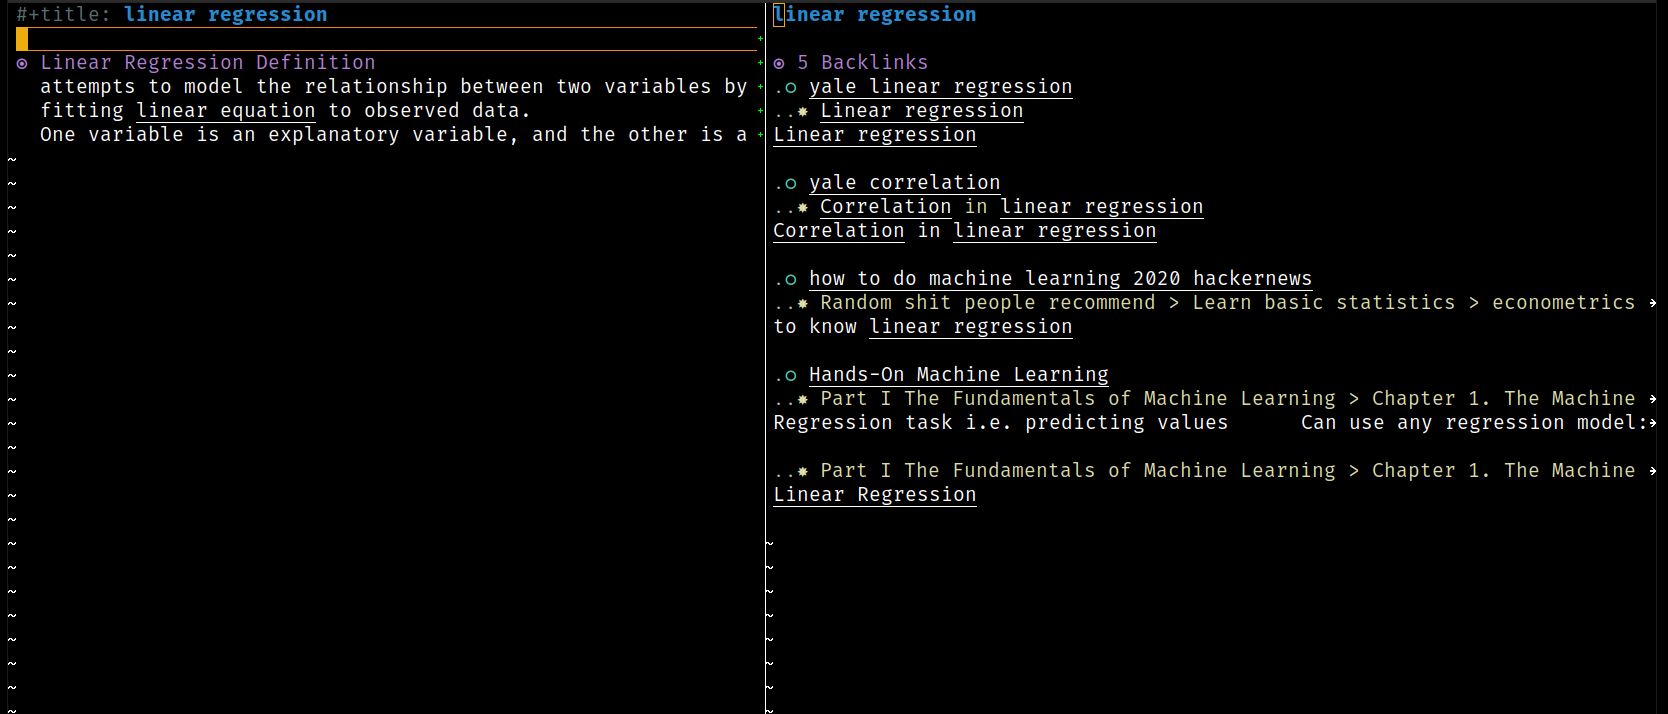 #+title: linear regression
Linear Regression Definition
attempts to model the relationship between two variables by
fitting linear equation to observed data.
One variable is an explanatory variable, and the other is a
linear regression
5 Backlinks
.o yale linear regression
..* Linear regression
Linear regression
.o yale correlation
..* Correlation in linear regression
Correlation in linear regression
.o how to do machine learning 2020 hackernews
..* Random shit people recommend > Learn basic statistics > econometrics
to know linear regression
.o Hands-On Machine Learning
..* Part I The Fundamentals of Machine Learning > Chapter 1. The Machine
Regression task i.e. predicting values Can use any regression model:
..* Part I The Fundamentals of Machine Learning > Chapter 1. The Machine
Linear Regression